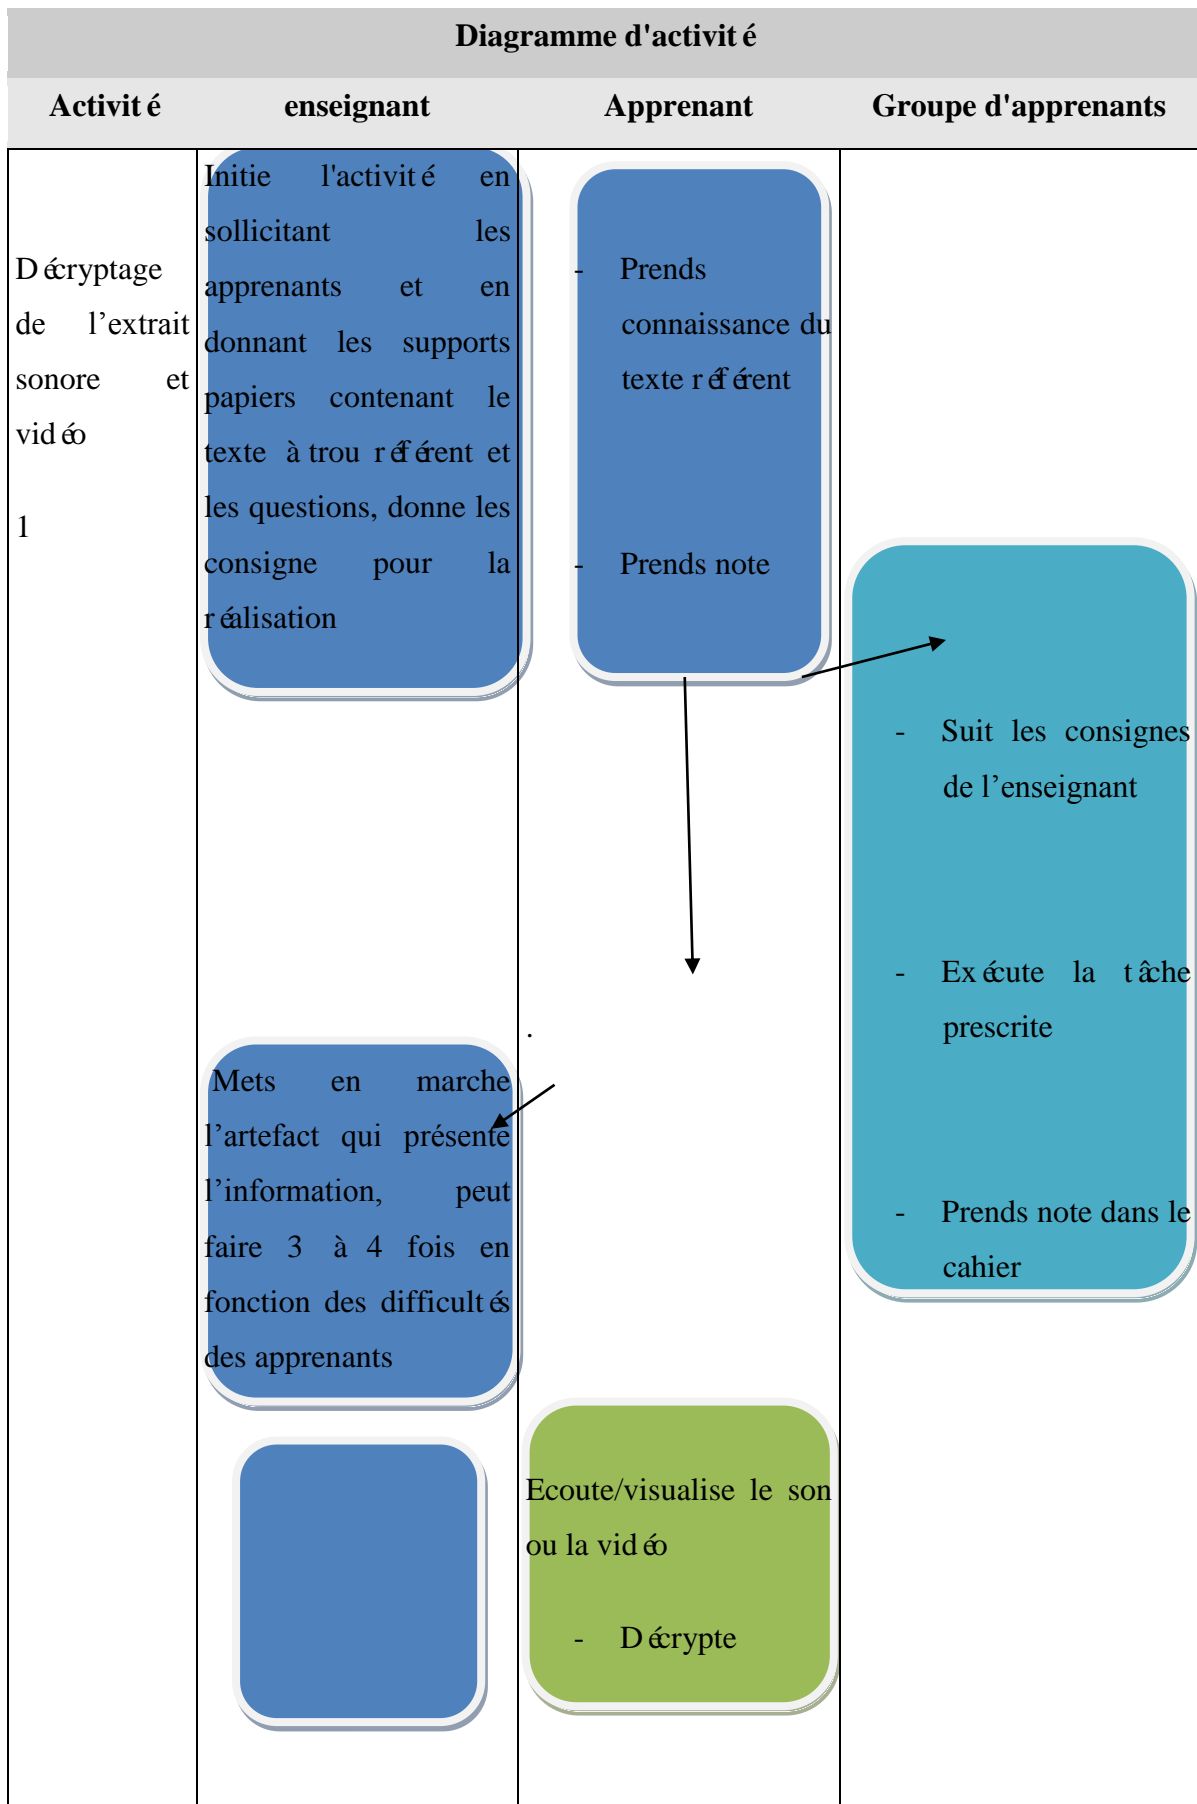 Diagramme d'activité
Activité enseignant Apprenant Groupe d'apprenants
Décryptage
de l’extrait
sonore et
vidéo
1
Initie l'activité en
sollicitant les
apprenants et en
donnant les supports
papiers contenant le
texte à trou référent et
les questions, donne les
consigne pour la
réalisation
- Prends
connaissance du
texte référent
- Prends note
- Suit les consignes
de l’enseignant
- Exécute la tâche
prescrite
- Prends note dans le
cahier
.
Mets en marche
l’artefact qui présente
l’information, peut
faire 3 à 4 fois en
fonction des difficultés
des apprenants
Ecoute/visualise le son
ou la vidéo
- Décrypte